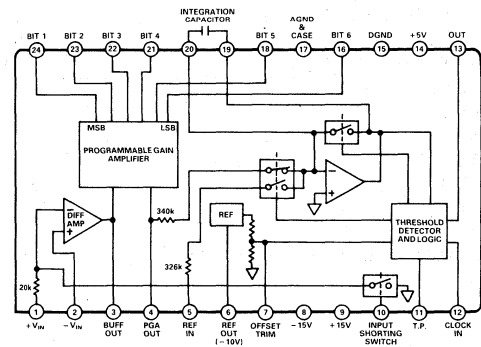 INTEGRATION
CAPACITOR
BIT 1
BIT 2
BIT 3
BIT 4
BIT 5
AGND
&
CASE
BIT 6
DGND
+5V
OUT
24
23
22
21
20
19
18
17
16
15
14
13
MSB
LSB
PROGRAMMABLE GAIN
AMPLIFIER
340k
DIFF
AMP
REF
THRESHOLD
DETECTOR
AND LOGIC
326k
20k
1
2
3
4
5
6
7
8
9
10
11
12
+VIN
-VIN
BUFF
OUT
PGA
OUT
REF
IN
REF
OUT
(-10V)
OFFSET
TRIM
-15V
+15V
INPUT
SHORTING
SWITCH
T.P.
CLOCK
IN